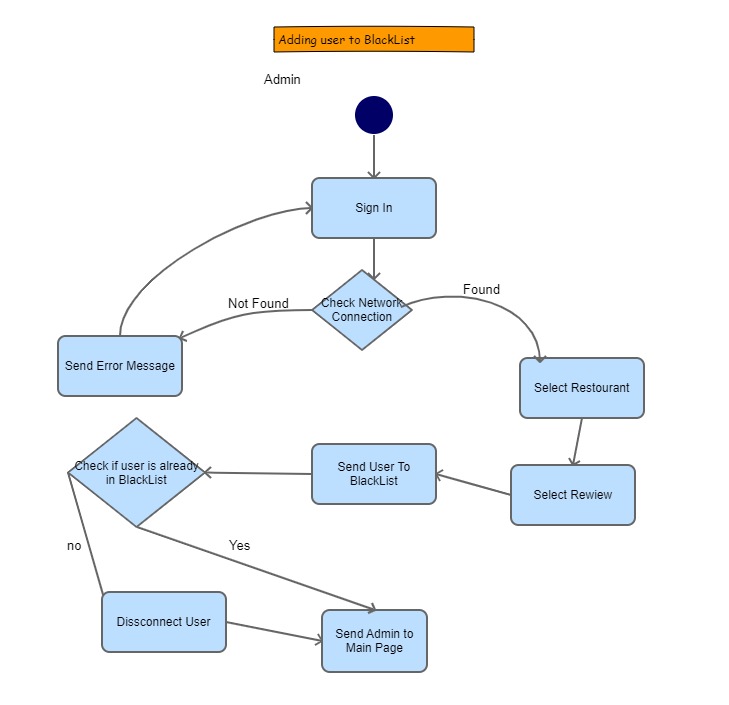 Adding user to BlackList
Admin
Sign In
Check Network
Connection
Not Found
Found
Send Error Message
Select Restourant
Select Rewiew
Send User To
BlackList
Check if user is already
in BlackList
no
Yes
Dissconnect User
Send Admin to
Main Page